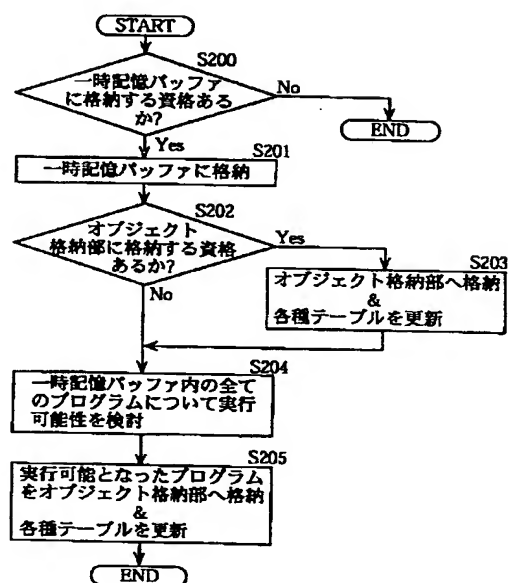 START
S200
一時記憶バッファ
に格納する資格ある
か?
No
END
Yes
S201
一時記憶バッファに格納
S202
オブジェクト
格納部に格納する資格
あるか?
Yes
S203
オブジェクト格納部へ格納
&
各種テーブルを更新
No
S204
一時記憶バッファ内の全て
のプログラムについて実行
可能性を検討
S205
実行可能となったプログラム
をオブジェクト格納部へ格納
&
各種テーブルを更新
END